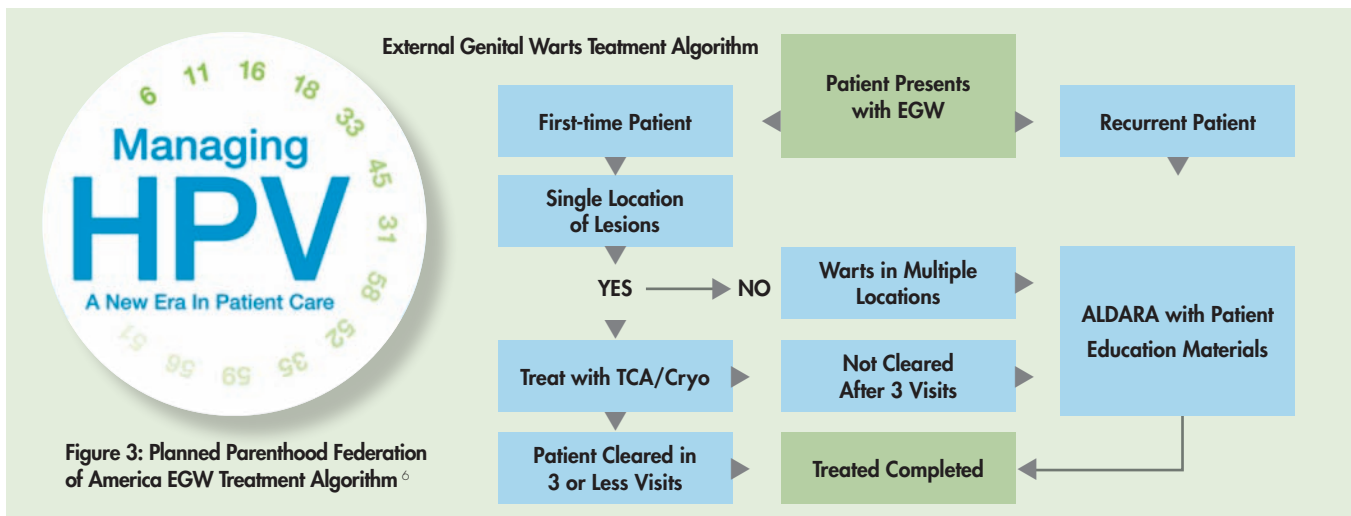 External Genital Warts Teatment Algorithm
6
11
16
18
33
45
31
58
52
35
59
56
51
Managing
HPV
A New Era In Patient Care
Figure 3: Planned Parenthood Federation
of America EGW Treatment Algorithm 6
Patient Presents
with EGW
First-time Patient
Recurrent Patient
Single Location
of Lesions
YES
NO
Warts in Multiple
Locations
ALDARA with Patient
Education Materials
Treat with TCA/Cryo
Not Cleared
After 3 Visits
Patient Cleared in
3 or Less Visits
Treated Completed